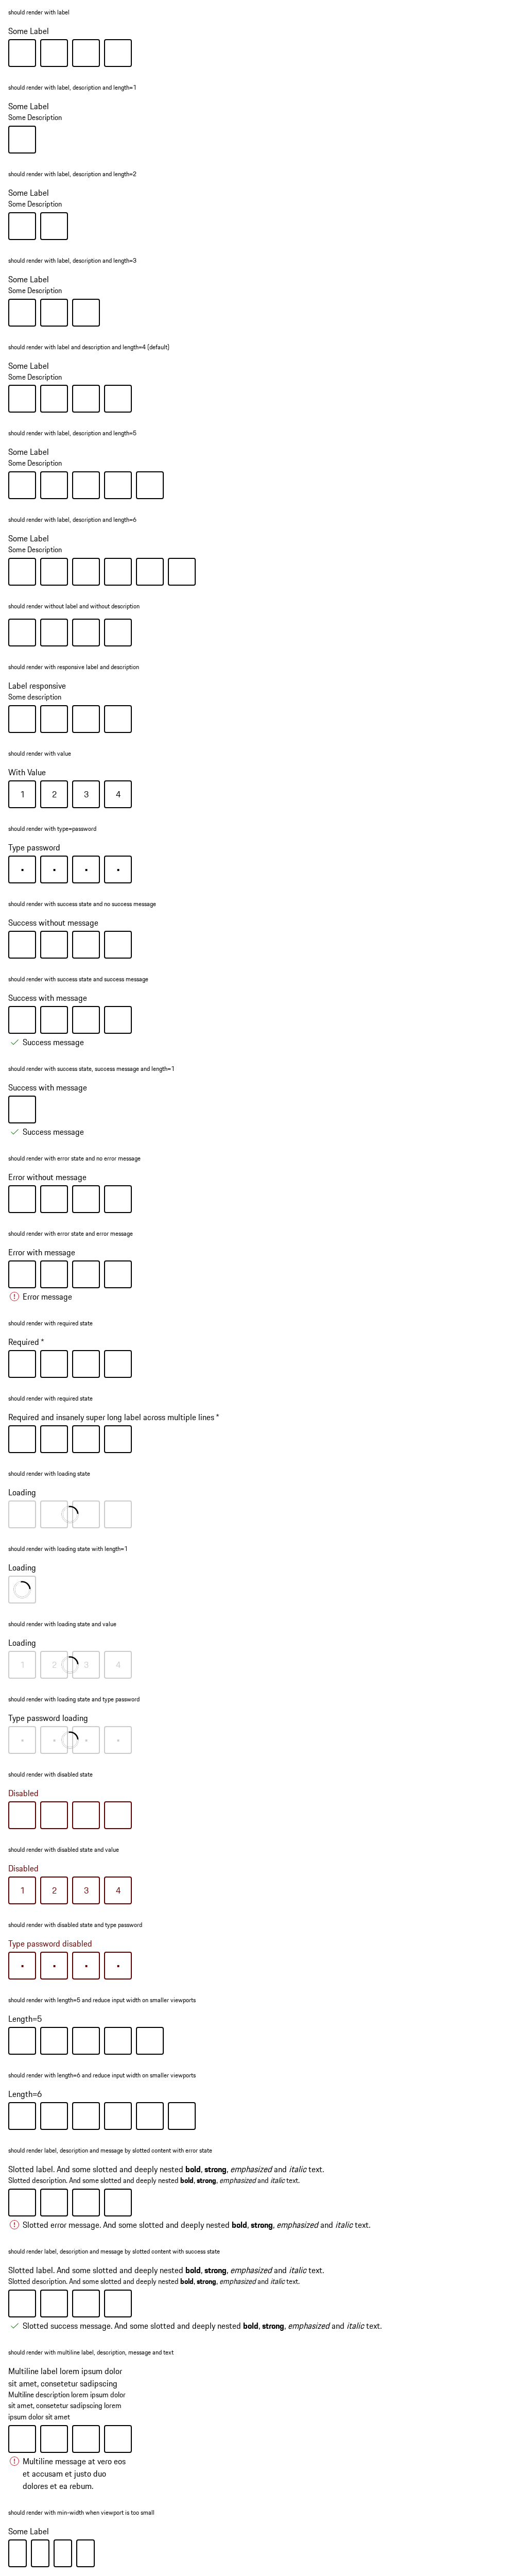 should render with label
Some Label
should render with label, description and length=1
Some Label
Some Description
should render with label, description and length=2
Some Label
Some Description
should render with label, description and length=3
Some Label
Some Description
should render with label and description and length=4 (default)
Some Label
Some Description
should render with label, description and length=5
Some Label
Some Description
should render with label, description and length=6
Some Label
Some Description
should render without label and without description
should render with responsive label and description
Label responsive
Some description
should render with value
With Value
1 2 3 4
should render with type=password
Type password
• • • •
should render with success state and no success message
Success without message
should render with success state and success message
Success with message
Success message
should render with success state, success message and length=1
Success with message
Success message
should render with error state and no error message
Error without message
should render with error state and error message
Error with message
Error message
should render with required state
Required *
should render with required state
Required and insanely super long label across multiple lines *
should render with loading state
Loading
should render with loading state with length=1
Loading
should render with loading state and value
Loading
1 2 3 4
should render with loading state and type password
Type password loading
• • • •
should render with disabled state
Disabled
should render with disabled state and value
Disabled
1 2 3 4
should render with disabled state and type password
Type password disabled
• • • •
should render with length=5 and reduce input width on smaller viewports
Length=5
should render with length=6 and reduce input width on smaller viewports
Length=6
should render label, description and message by slotted content with error state
Slotted label. And some slotted and deeply nested bold, strong, emphasized and italic text.
Slotted description. And some slotted and deeply nested bold, strong, emphasized and italic text.
Slotted error message. And some slotted and deeply nested bold, strong, emphasized and italic text.
should render label, description and message by slotted content with success state
Slotted label. And some slotted and deeply nested bold, strong, emphasized and italic text.
Slotted description. And some slotted and deeply nested bold, strong, emphasized and italic text.
Slotted success message. And some slotted and deeply nested bold, strong, emphasized and italic text.
should render with multiline label, description, message and text
Multiline label lorem ipsum dolor
sit amet, consetetur sadipscing
Multiline description lorem ipsum dolor
sit amet, consetetur sadipscing lorem
ipsum dolor sit amet
Multiline message at vero eos
et accusam et justo duo
dolores et ea rebum.
should render with min-width when viewport is too small
Some Label